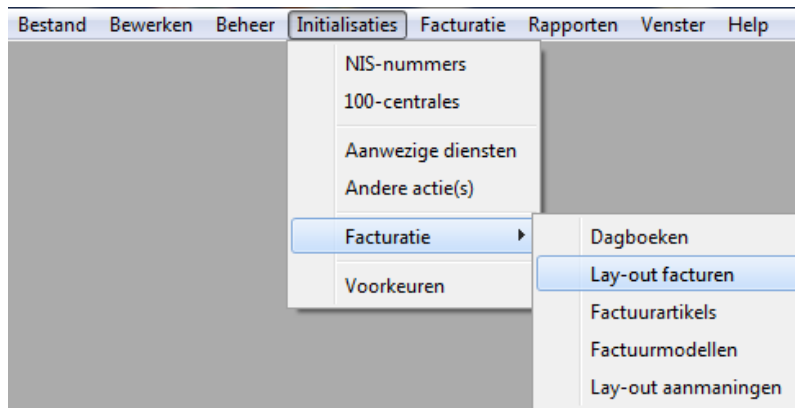 Bestand Bewerken Beheer Initialisaties Facturatie Rapporten Venster Help
NIS-nummers
100-centrales
Aanwezige diensten
Andere actie(s)
Facturatie
Voorkeuren
Dagboeken
Lay-out facturen
Factuurartikels
Factuurmodellen
Lay-out aanmaningen